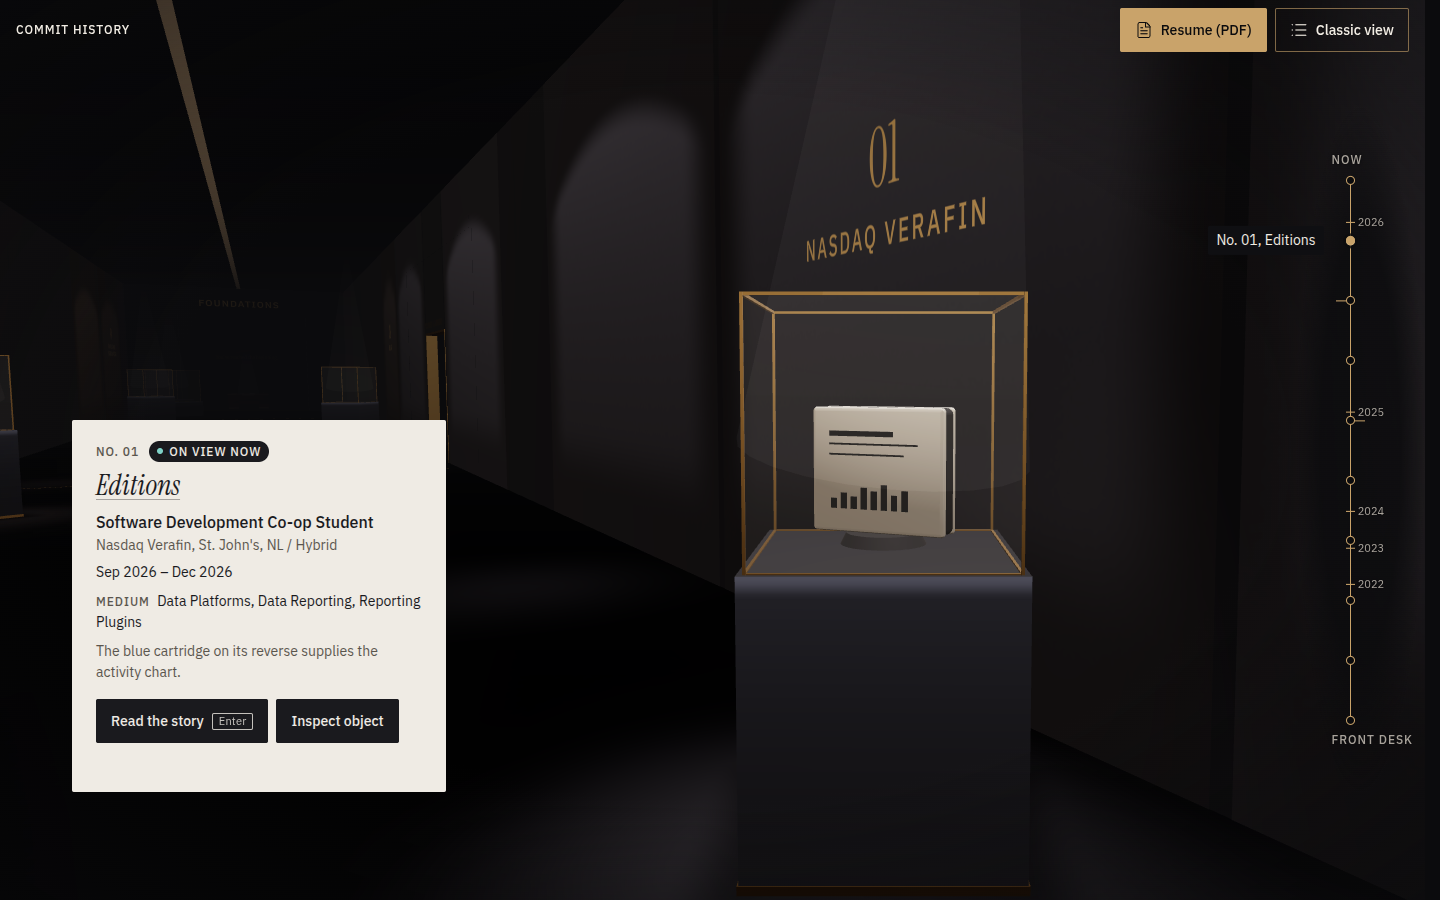 COMMIT HISTORY
Resume (PDF)
Classic view
01
NASDAQ VERAFIN
FOUNDATIONS
NOW
2026
No. 01, Editions
2025
2024
2023
2022
FRONT DESK
NO. 01
ON VIEW NOW
Editions
Software Development Co-op Student
Nasdaq Verafin, St. John's, NL / Hybrid
Sep 2026 – Dec 2026
MEDIUM Data Platforms, Data Reporting, Reporting
Plugins
The blue cartridge on its reverse supplies the
activity chart.
Read the story Enter
Inspect object